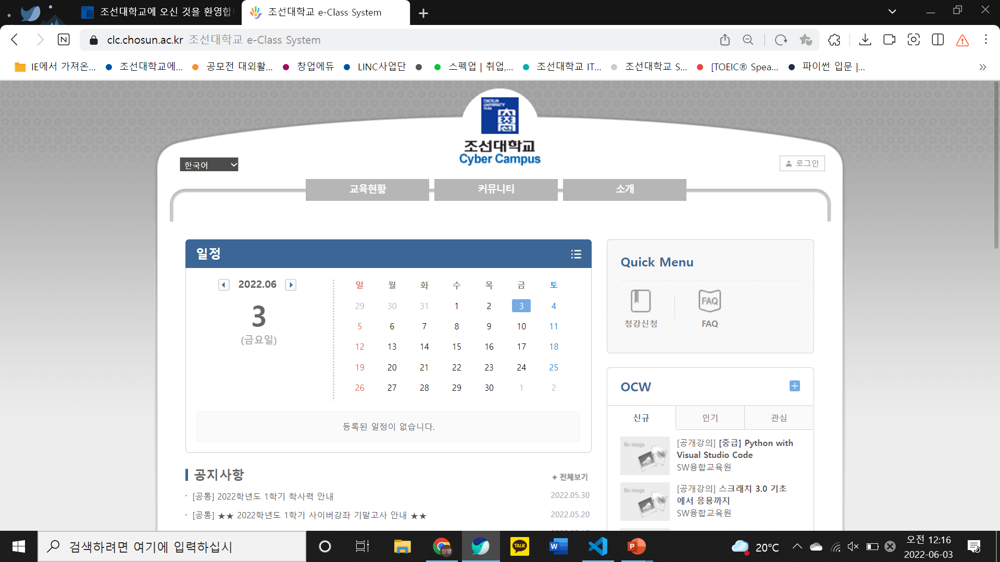 조선대학교에 오신 것을 환영합니
조선대학교 e-Class System
clc.chosun.ac.kr 조선대학교 e-Class System
IE에서 가져온...
조선대학교에...
공모전 대외활...
창업에듀
LINC사업단
스펙업 | 취업,...
조선대학교 IT...
조선대학교 S...
[TOEIC® Spea...
파이썬 입문 |...
CHOSUN
UNIVERSITY
1946
조선대학교
Cyber Campus
한국어
로그인
교육현황
커뮤니티
소개
일정
2022.06
3
(금요일)
일 월 화 수 목 금 토
29 30 31 1 2 3 4
5 6 7 8 9 10 11
12 13 14 15 16 17 18
19 20 21 22 23 24 25
26 27 28 29 30 1 2
등록된 일정이 없습니다.
공지사항
+ 전체보기
[공통] 2022학년도 1학기 학사력 안내 2022.05.30
[공통] ★★ 2022학년도 1학기 사이버강좌 기말고사 안내 ★★ 2022.05.20
Quick Menu
청강신청
FAQ
FAQ
OCW
신규 인기 관심
No image
[공개강의] [중급] Python with
Visual Studio Code
SW융합교육원
No image
[공개강의] 스크래치 3.0 기초
에서 응용까지
SW융합교육원
검색하려면 여기에 입력하십시
신영
TALK
W
P
20°C
오전 12:16
2022-06-03